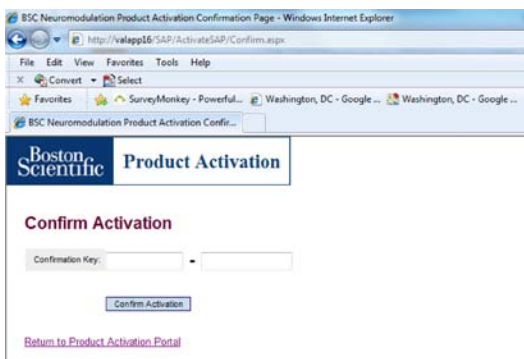 BSC Neuromodulation Product Activation Confirmation Page - Windows Internet Explorer
http://valapp16/SAP/ActivateSAP/Confirm.aspx
File Edit View Favorites Tools Help
× Convert Select
Favorites SurveyMonkey - Powerful... Washington, DC - Google ... Washington, DC - Google ...
BSC Neuromodulation Product Activation Confir...
Boston Scientific Product Activation
Confirm Activation
Confirmation Key: -
Confirm Activation
Return to Product Activation Portal